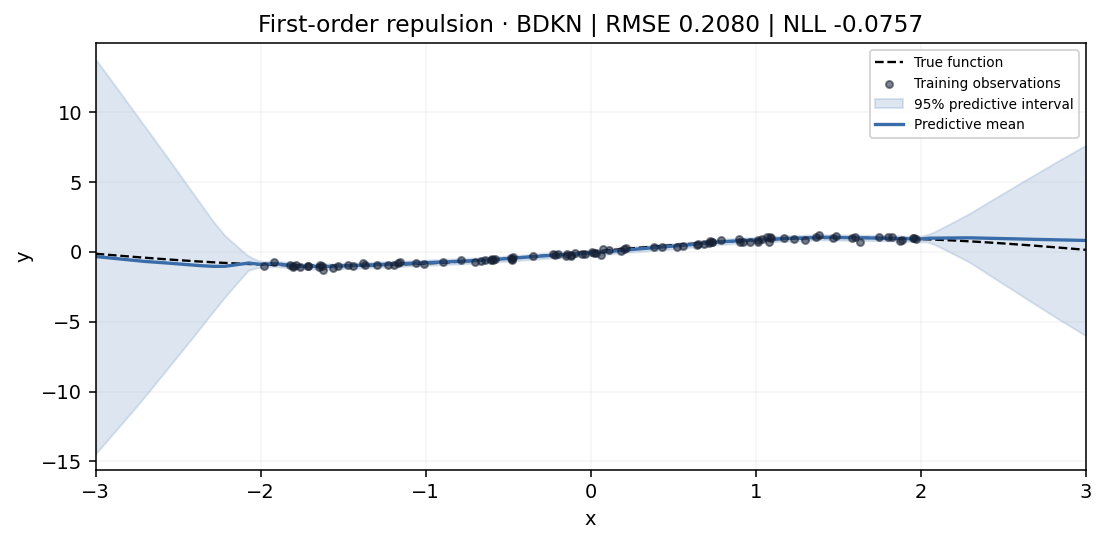 First-order repulsion · BDKN | RMSE 0.2080 | NLL -0.0757
True function
Training observations
95% predictive interval
Predictive mean
10
5
0
−5
−10
−15
y
−3
−2
−1
0
1
2
3
x